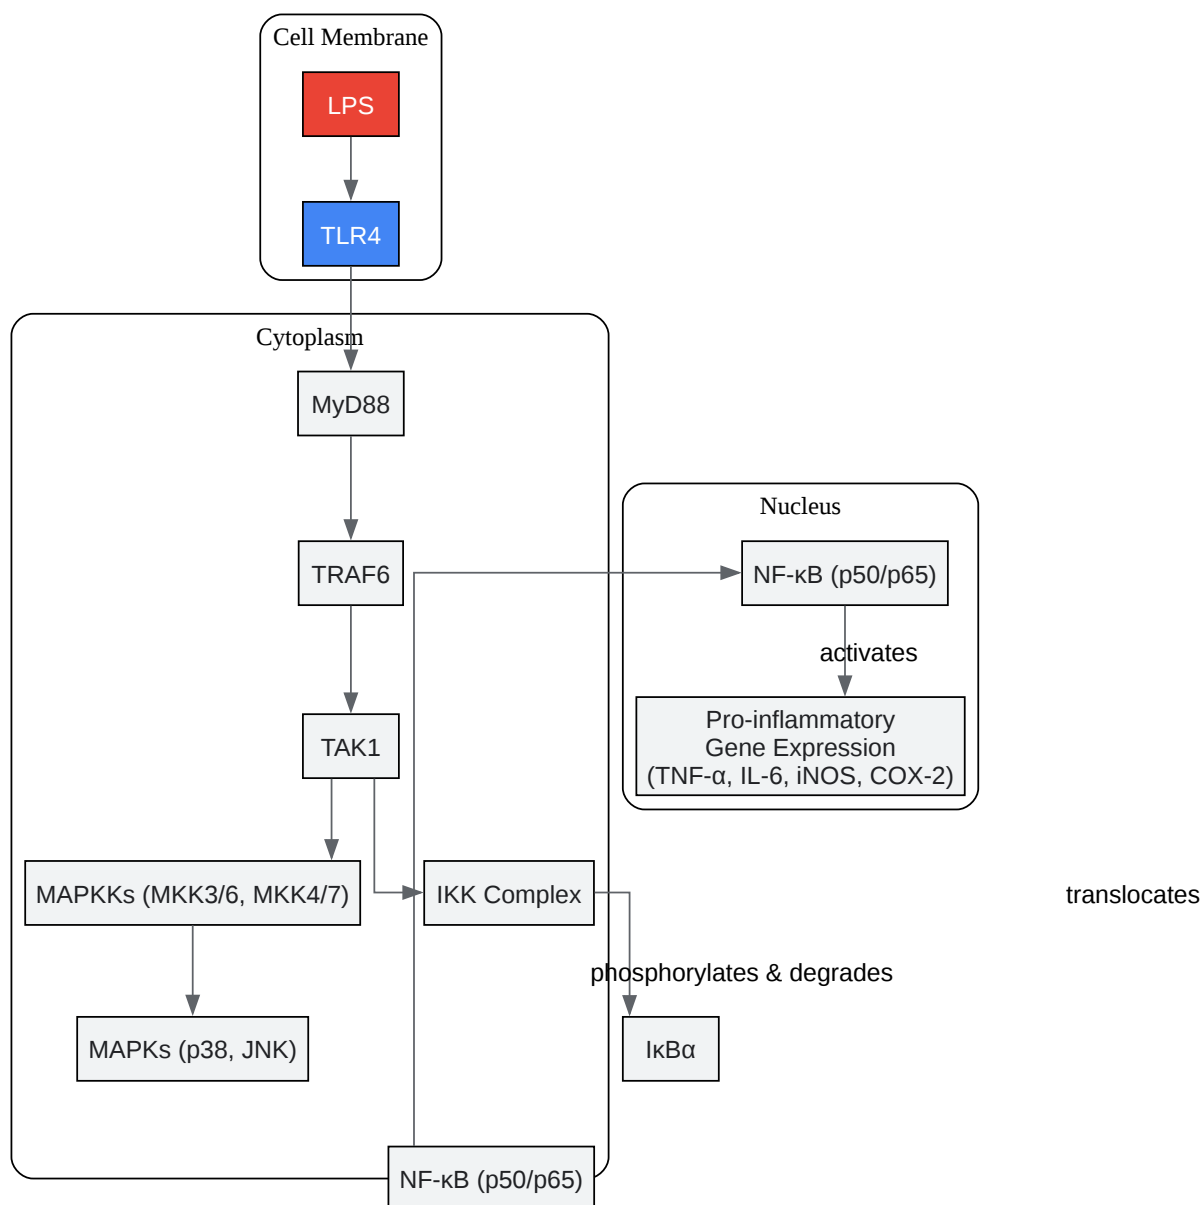 Cell Membrane
LPS
TLR4
Cytoplasm
MyD88
Nucleus
TRAF6
NF-κB (p50/p65)
activates
Pro-inflammatory
Gene Expression
(TNF-α, IL-6, iNOS, COX-2)
TAK1
MAPKKs (MKK3/6, MKK4/7)
IKK Complex
translocates
phosphorylates & degrades
MAPKs (p38, JNK)
IκBα
NF-κB (p50/p65)